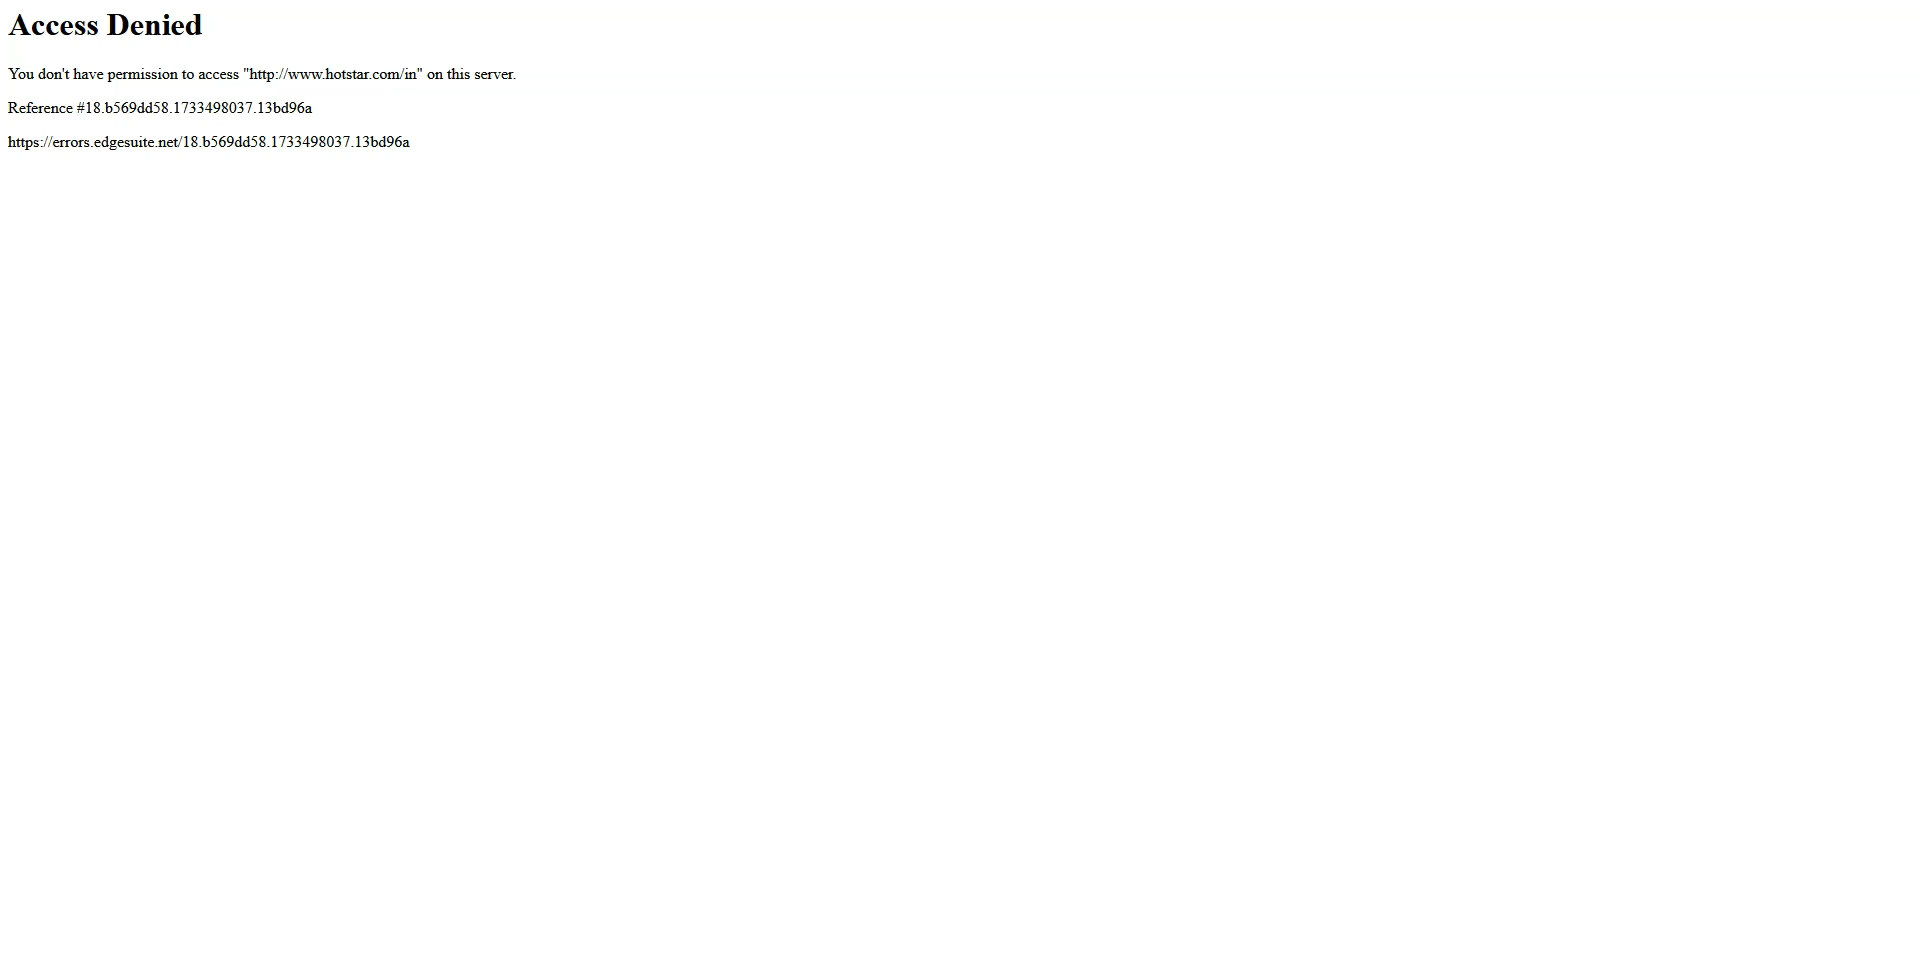 Access Denied
You don't have permission to access "http://www.hotstar.com/in" on this server.
Reference #18.b569dd58.1733498037.13bd96a
https://errors.edgesuite.net/18.b569dd58.1733498037.13bd96a